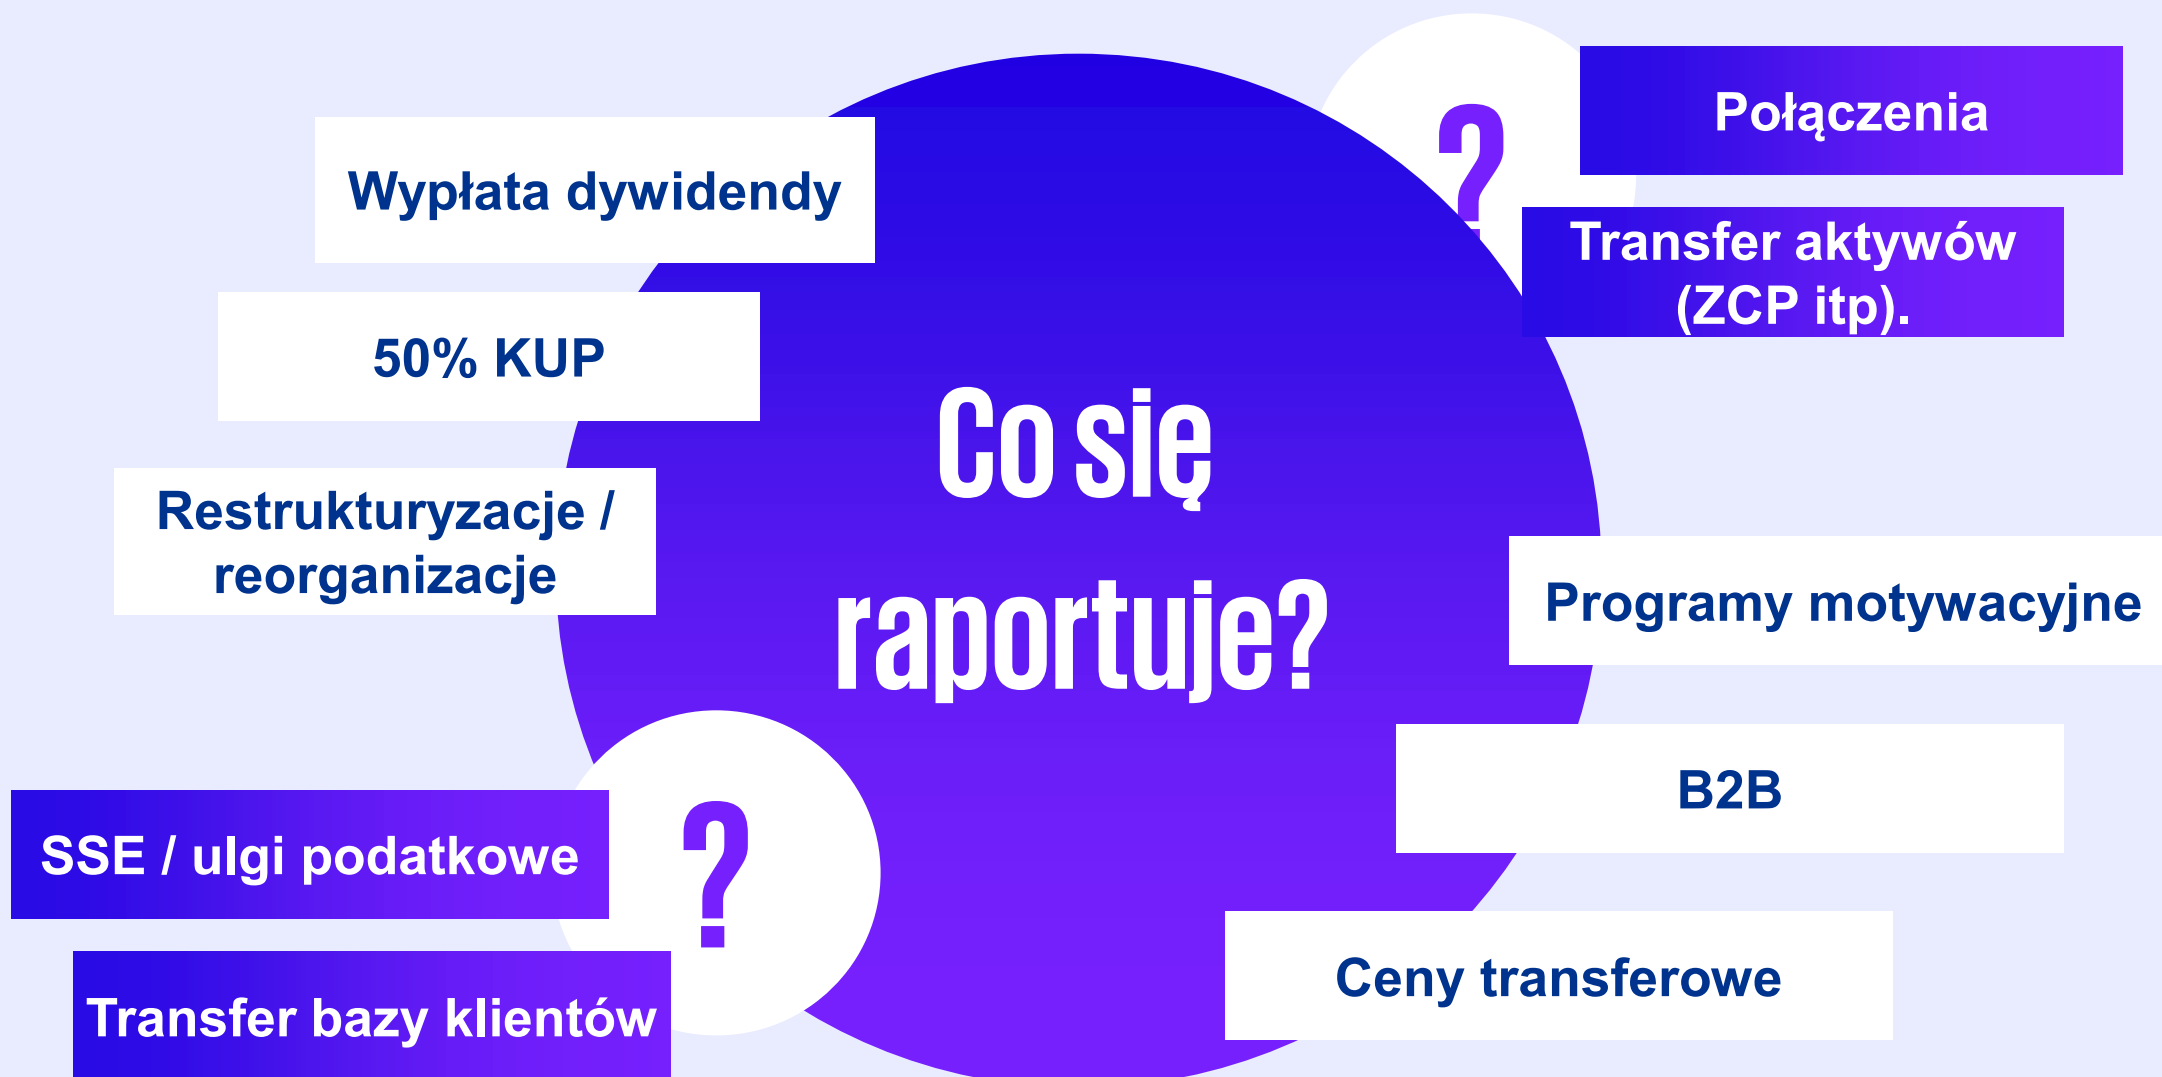 Co się
raportuje?
Wypłata dywidendy
50% KUP
Restrukturyzacje /
reorganizacje
?
SSE / ulgi podatkowe
Transfer bazy klientów
?
Połączenia
Transfer aktywów
(ZCP itp).
Programy motywacyjne
B2B
Ceny transferowe